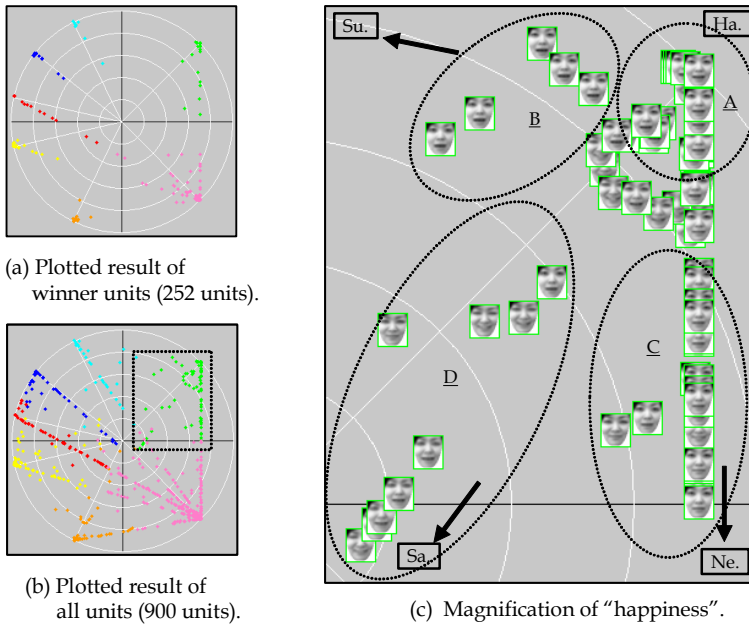 (a) Plotted result of
winner units (252 units).
(b) Plotted result of
all units (900 units).
Su.
Ha.
A
B
C
D
Sa.
Ne.
(c) Magnification of “happiness”.